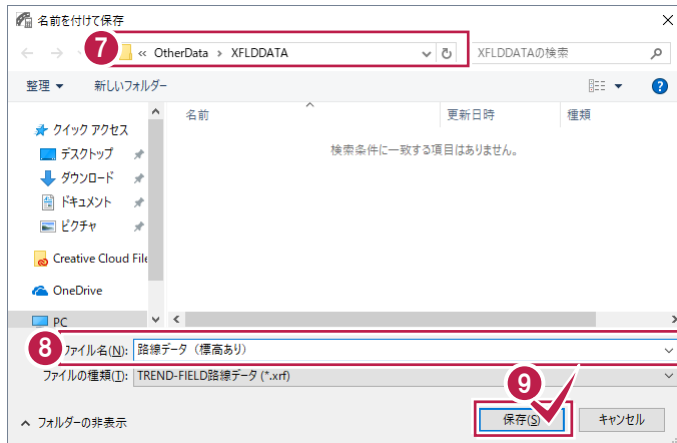 名前を付けて保存
7
« OtherData › XFLDDATA
XFLDDATAの検索
整理
新しいフォルダー
名前
更新日時
種類
検索条件に一致する項目はありません。
クイック アクセス
デスクトップ
ダウンロード
ドキュメント
ピクチャ
Creative Cloud File
OneDrive
PC
8
ファイル名(N): 路線データ（標高あり）
ファイルの種類(T): TREND-FIELD路線データ (*.xrf)
9
フォルダーの非表示
保存(S)
キャンセル